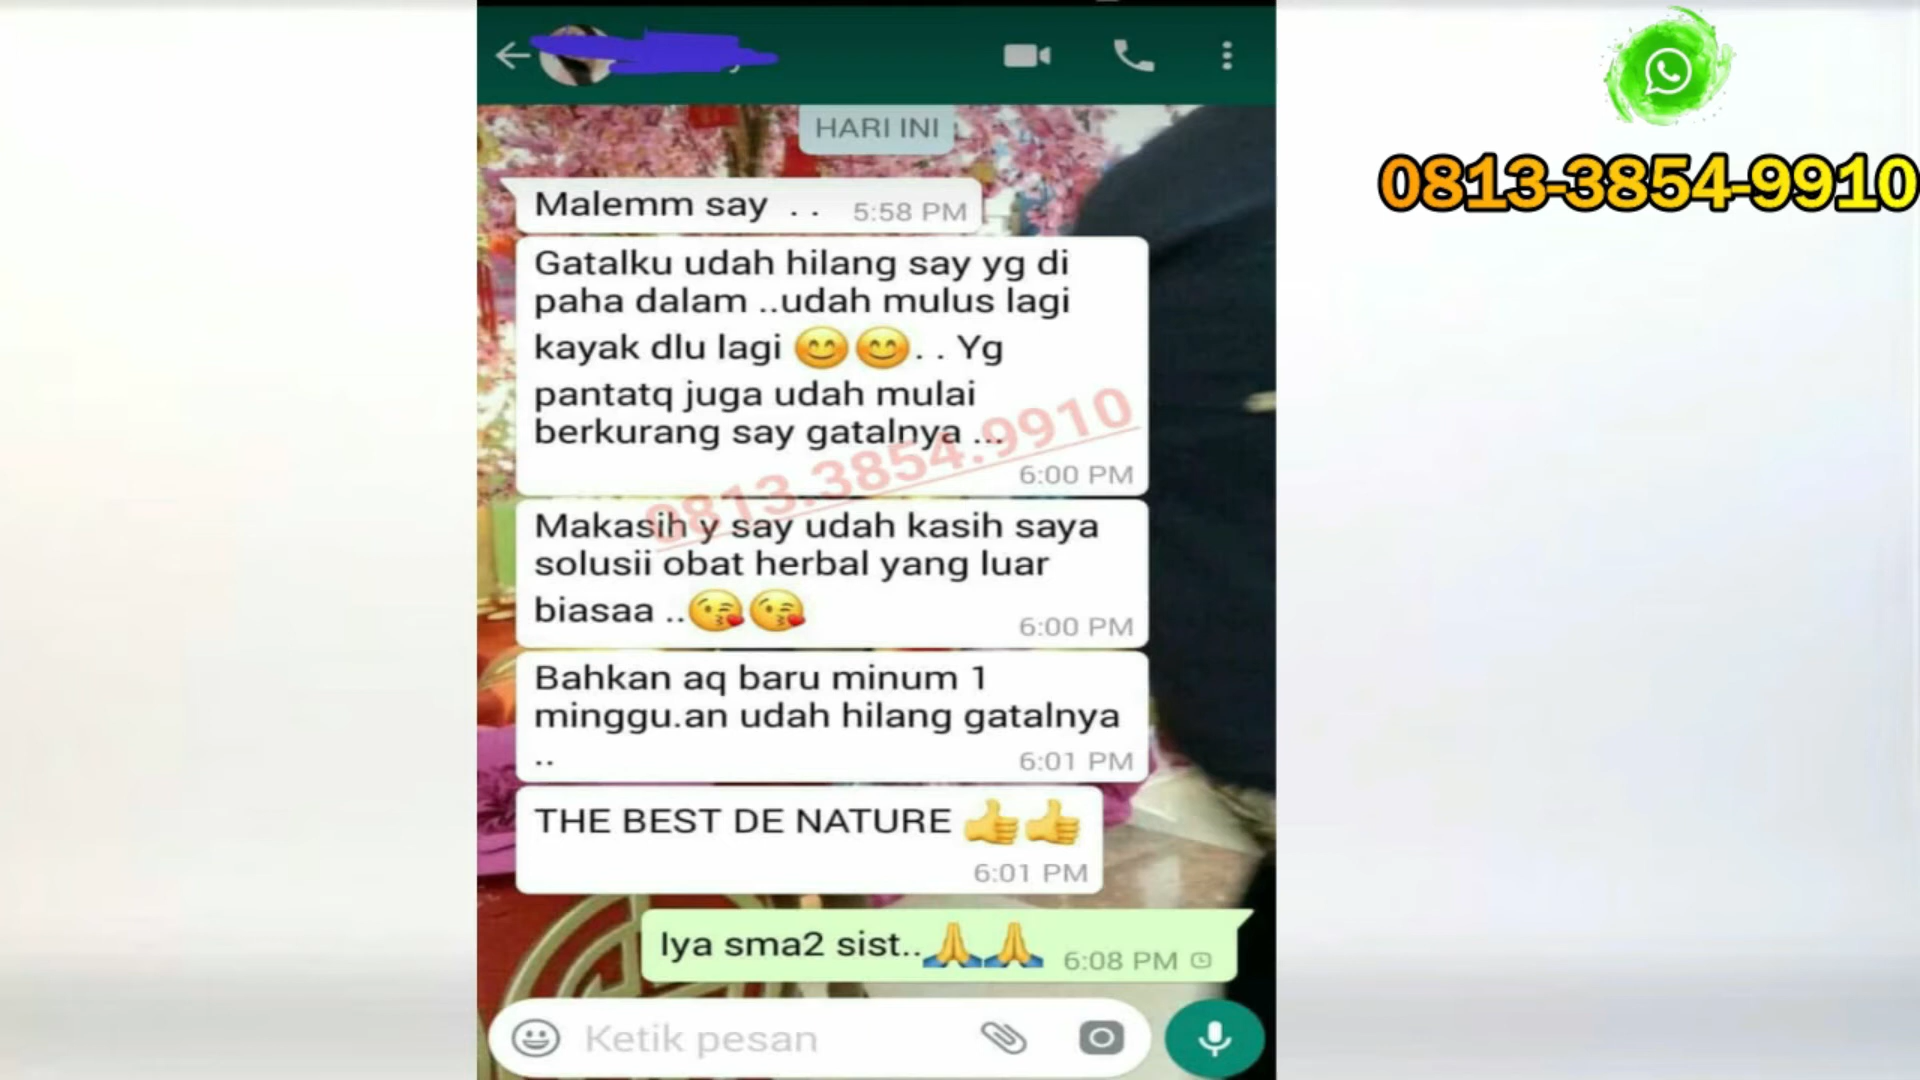 0813-3854-9910
HARI INI
Malemm say . . 5:58 PM
Gatalku udah hilang say yg di
paha dalam ..udah mulus lagi
kayak dlu lagi 😊😊. . Yg
pantatq juga udah mulai
berkurang say gatalnya ...
6:00 PM
0813.3854.9910
Makasih y say udah kasih saya
solusii obat herbal yang luar
biasaa ..😘😘 6:00 PM
Bahkan aq baru minum 1
minggu.an udah hilang gatalnya
.. 6:01 PM
THE BEST DE NATURE 👍👍
6:01 PM
Iya sma2 sist..🙏🙏 6:08 PM
Ketik pesan